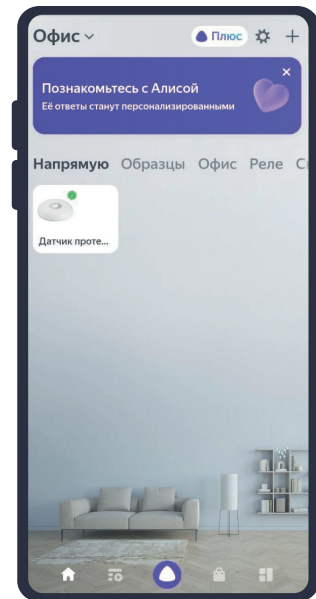 Офис
Плюс
Познакомьтесь с Алисой
Её ответы станут персонализированными
Напрямую Образцы Офис Реле
Датчик проте...